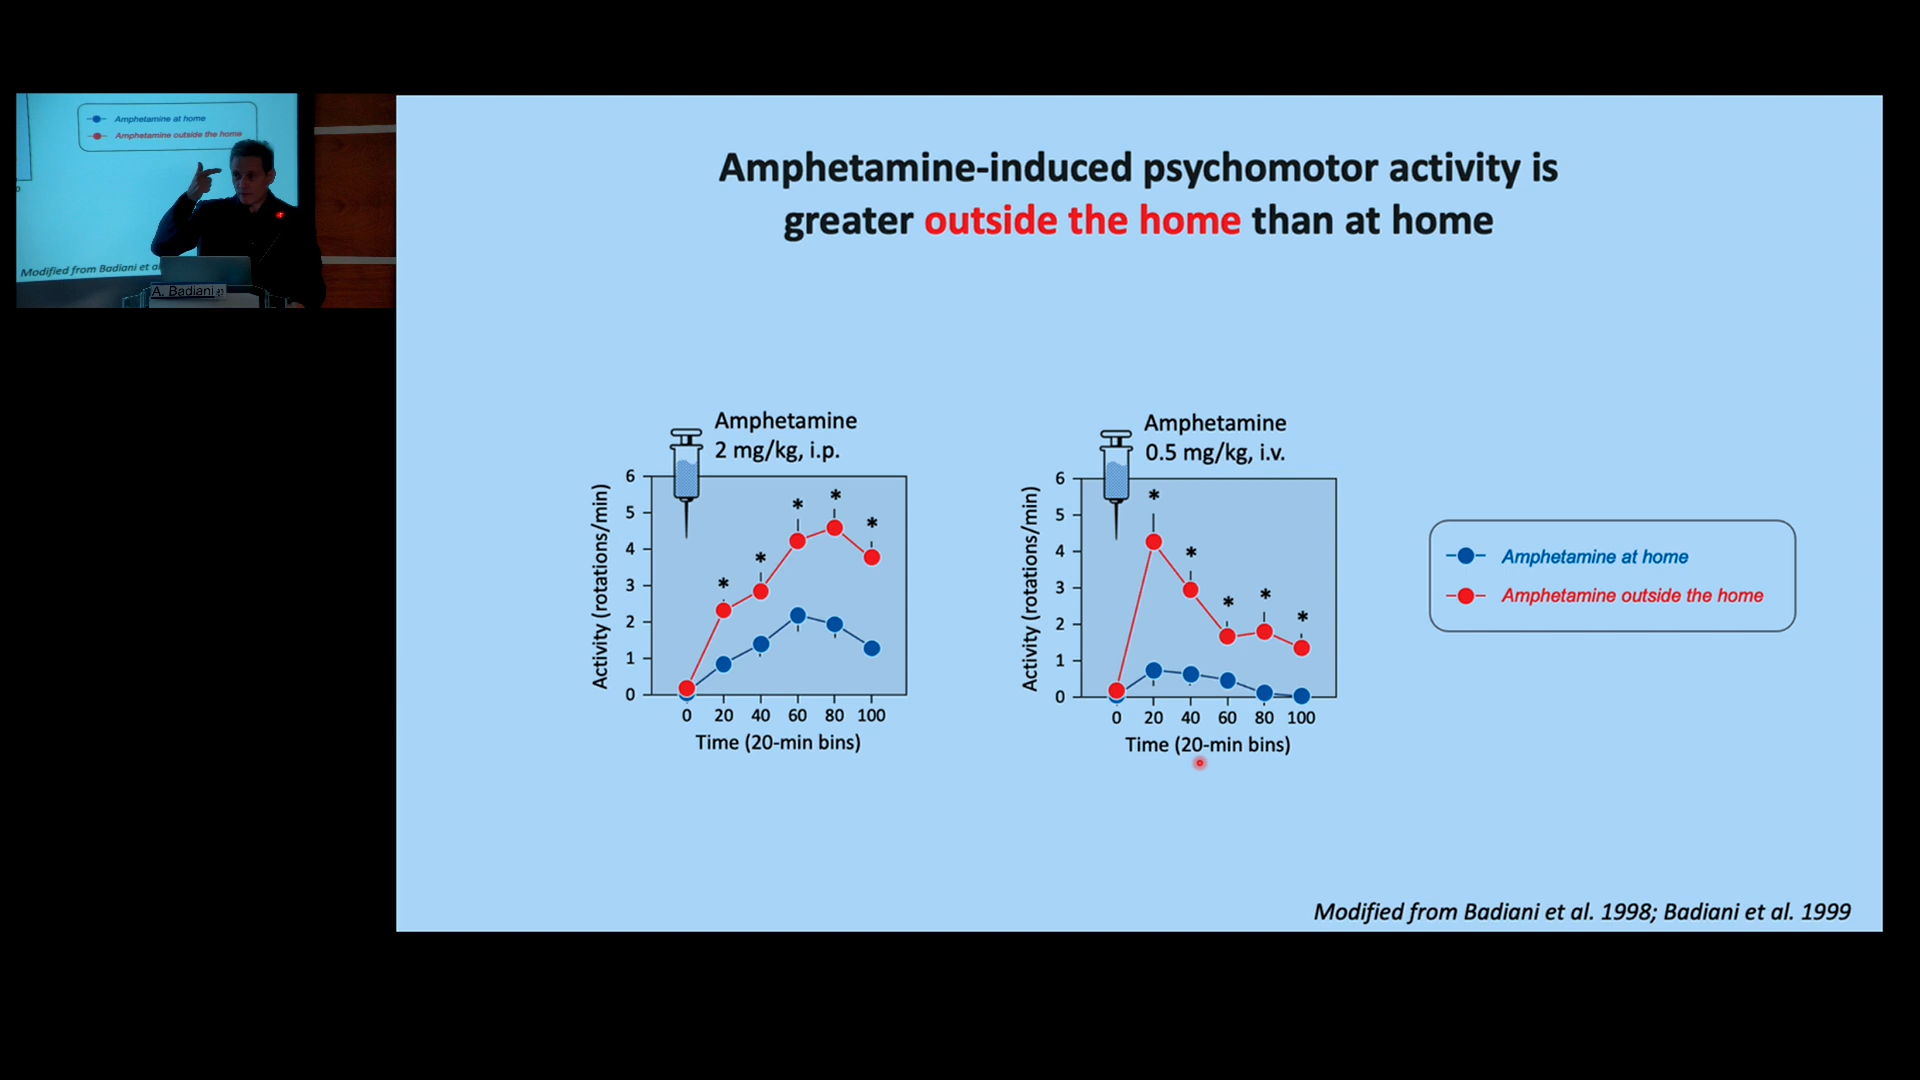 Amphetamine at home
Amphetamine outside the home
Modified from Badiani et al
A. Badiani
Amphetamine-induced psychomotor activity is
greater outside the home than at home
Amphetamine
2 mg/kg, i.p.
Activity (rotations/min)
6
5
4
3
2
1
0
* * * * *
0 20 40 60 80 100
Time (20-min bins)
Amphetamine
0.5 mg/kg, i.v.
Activity (rotations/min)
6
5
4
3
2
1
0
* * * * *
0 20 40 60 80 100
Time (20-min bins)
Amphetamine at home
Amphetamine outside the home
Modified from Badiani et al. 1998; Badiani et al. 1999